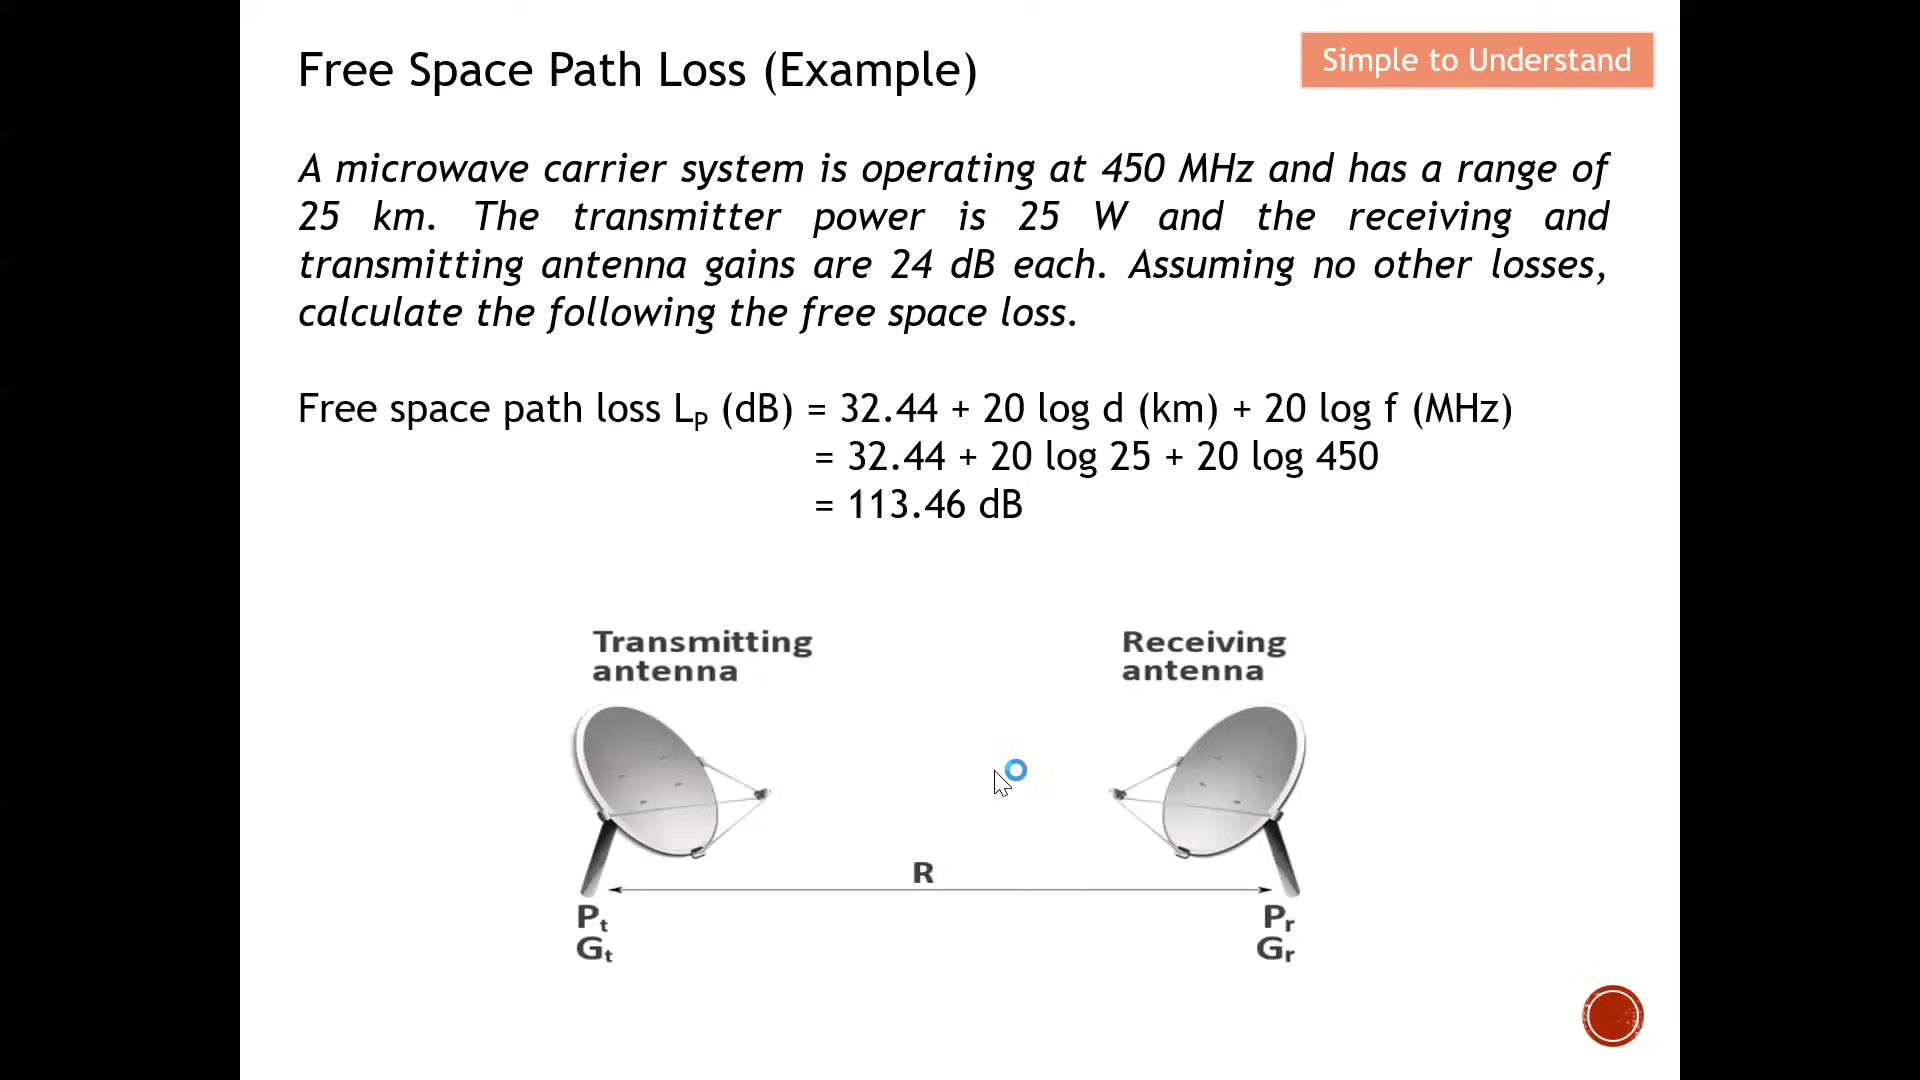 Free Space Path Loss (Example)
Simple to Understand
A microwave carrier system is operating at 450 MHz and has a range of
25 km. The transmitter power is 25 W and the receiving and
transmitting antenna gains are 24 dB each. Assuming no other losses,
calculate the following the free space loss.
Free space path loss LP (dB) = 32.44 + 20 log d (km) + 20 log f (MHz)
= 32.44 + 20 log 25 + 20 log 450
= 113.46 dB
Transmitting
antenna
Receiving
antenna
R
Pt
Gt
Pr
Gr